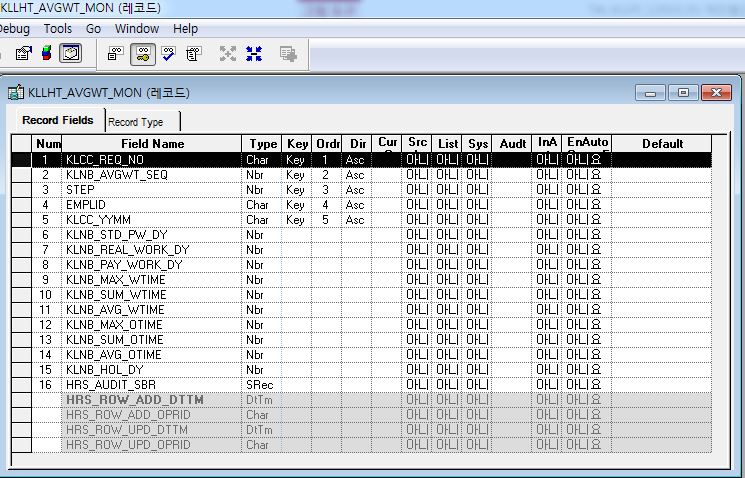 KLLHT_AVGWT_MON (레코드)
Debug Tools Go Window Help
KLLHT_AVGWT_MON (레코드)
Record Fields Record Type
Num Field Name Type Key Ordr Dir Cur Src List Sys Audt InA EnAuto Default
1 KLCC_REQ_NO Char Key 1 Asc 아니 아니 아니 아니 아니요
2 KLNB_AVGWT_SEQ Nbr Key 2 Asc 아니 아니 아니 아니 아니요
3 STEP Nbr Key 3 Asc 아니 아니 아니 아니 아니요
4 EMPLID Char Key 4 Asc 아니 아니 아니 아니 아니요
5 KLCC_YYMM Char Key 5 Asc 아니 아니 아니 아니 아니요
6 KLNB_STD_PW_DY Nbr 아니 아니 아니 아니 아니요
7 KLNB_REAL_WORK_DY Nbr 아니 아니 아니 아니 아니요
8 KLNB_PAY_WORK_DY Nbr 아니 아니 아니 아니 아니요
9 KLNB_MAX_WTIME Nbr 아니 아니 아니 아니 아니요
10 KLNB_SUM_WTIME Nbr 아니 아니 아니 아니 아니요
11 KLNB_AVG_WTIME Nbr 아니 아니 아니 아니 아니요
12 KLNB_MAX_OTIME Nbr 아니 아니 아니 아니 아니요
13 KLNB_SUM_OTIME Nbr 아니 아니 아니 아니 아니요
14 KLNB_AVG_OTIME Nbr 아니 아니 아니 아니 아니요
15 KLNB_HOL_DY Nbr 아니 아니 아니 아니 아니요
16 HRS_AUDIT_SBR SRec 아니 아니 아니 아니 아니요
HRS_ROW_ADD_DTTM DtTm 아니 아니 아니 아니 아니요
HRS_ROW_ADD_OPRID Char 아니 아니 아니 아니 아니요
HRS_ROW_UPD_DTTM DtTm 아니 아니 아니 아니 아니요
HRS_ROW_UPD_OPRID Char 아니 아니 아니 아니 아니요